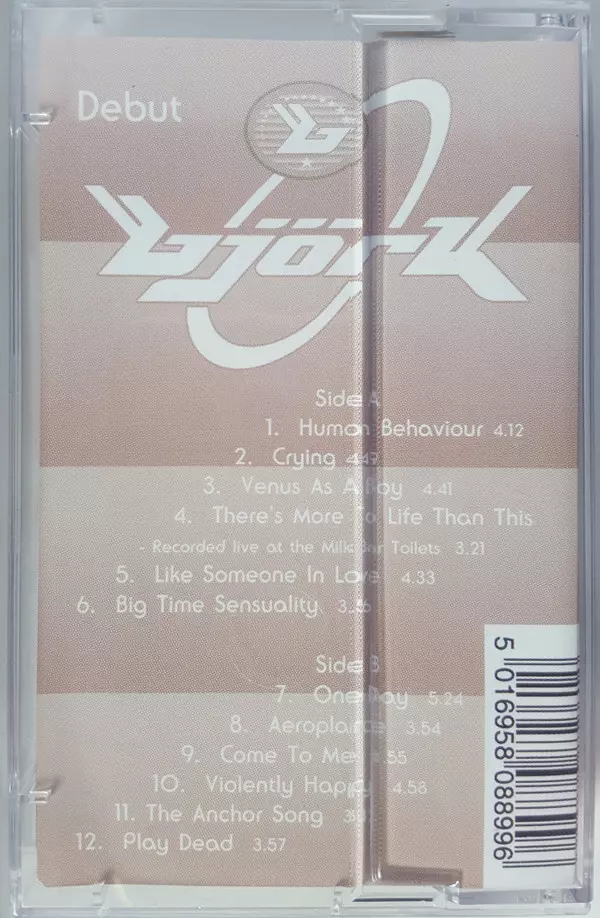 Debut
björk
Side A
1. Human Behaviour 4.12
2. Crying 4.49
3. Venus As A Boy 4.41
4. There's More To Life Than This
- Recorded live at the Milk Bar Toilets 3.21
5. Like Someone In Love 4.33
6. Big Time Sensuality
Side B
7. One Day 5.24
8. Aeroplane 3.54
9. Come To Me
10. Violently Happy 4.58
11. The Anchor Song
12. Play Dead 3.57
5 016958 088996